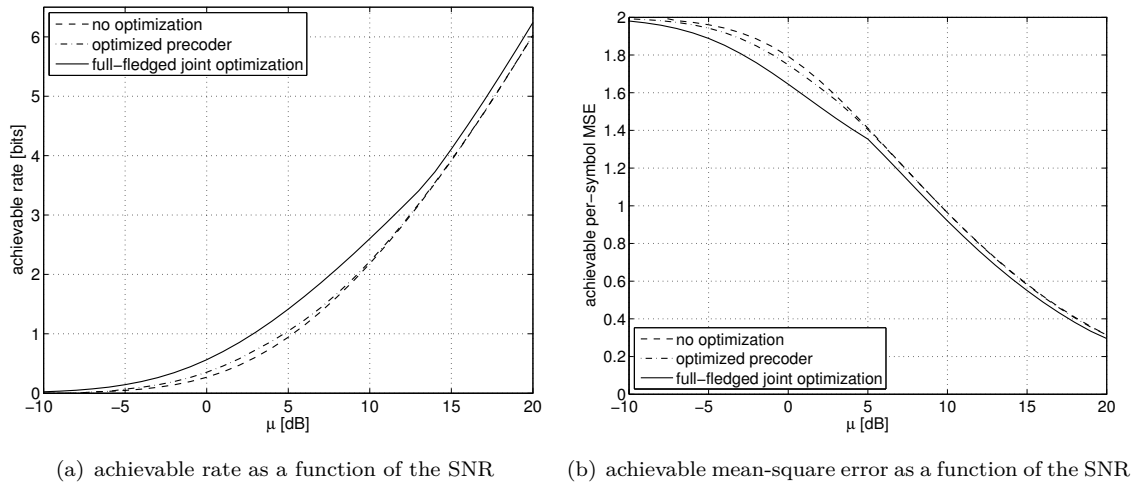 6
5
4
3
2
1
0
achievable rate [bits]
no optimization
optimized precoder
full−fledged joint optimization
−10 −5 0 5 10 15 20
μ [dB]
(a) achievable rate as a function of the SNR
2
1.8
1.6
1.4
1.2
1
0.8
0.6
0.4
0.2
0
achievable per−symbol MSE
no optimization
optimized precoder
full−fledged joint optimization
−10 −5 0 5 10 15 20
μ [dB]
(b) achievable mean-square error as a function of the SNR